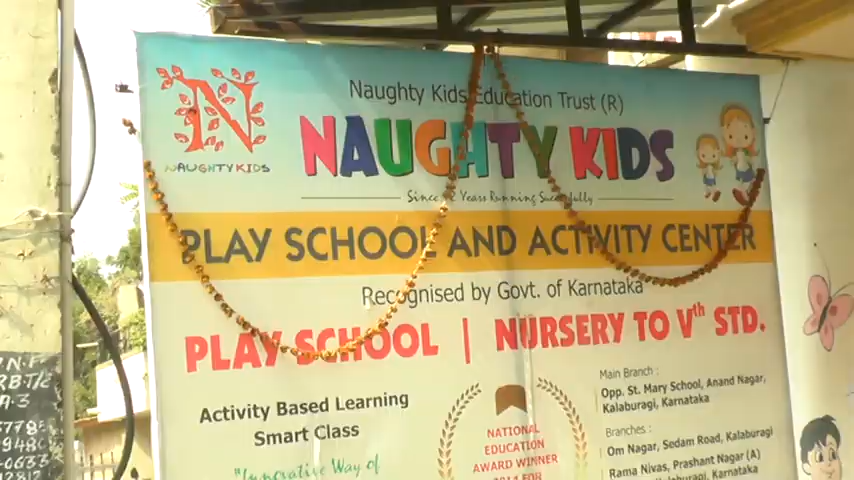 Naughty Kids Education Trust (R)
N
NAUGHTY KIDS
NAUGHTY KIDS
Years Running Successfully
PLAY SCHOOL AND ACTIVITY CENTER
Recognised by Govt. of Karnataka
PLAY SCHOOL | NURSERY TO Vth STD.
Activity Based Learning
Smart Class
"Innovative Way of
NATIONAL
EDUCATION
AWARD WINNER
Main Branch :
Opp. St. Mary School, Anand Nagar,
Kalaburagi, Karnataka
Branches :
Om Nagar, Sedam Road, Kalaburagi
Rama Nivas, Prashant Nagar (A)
Karnataka